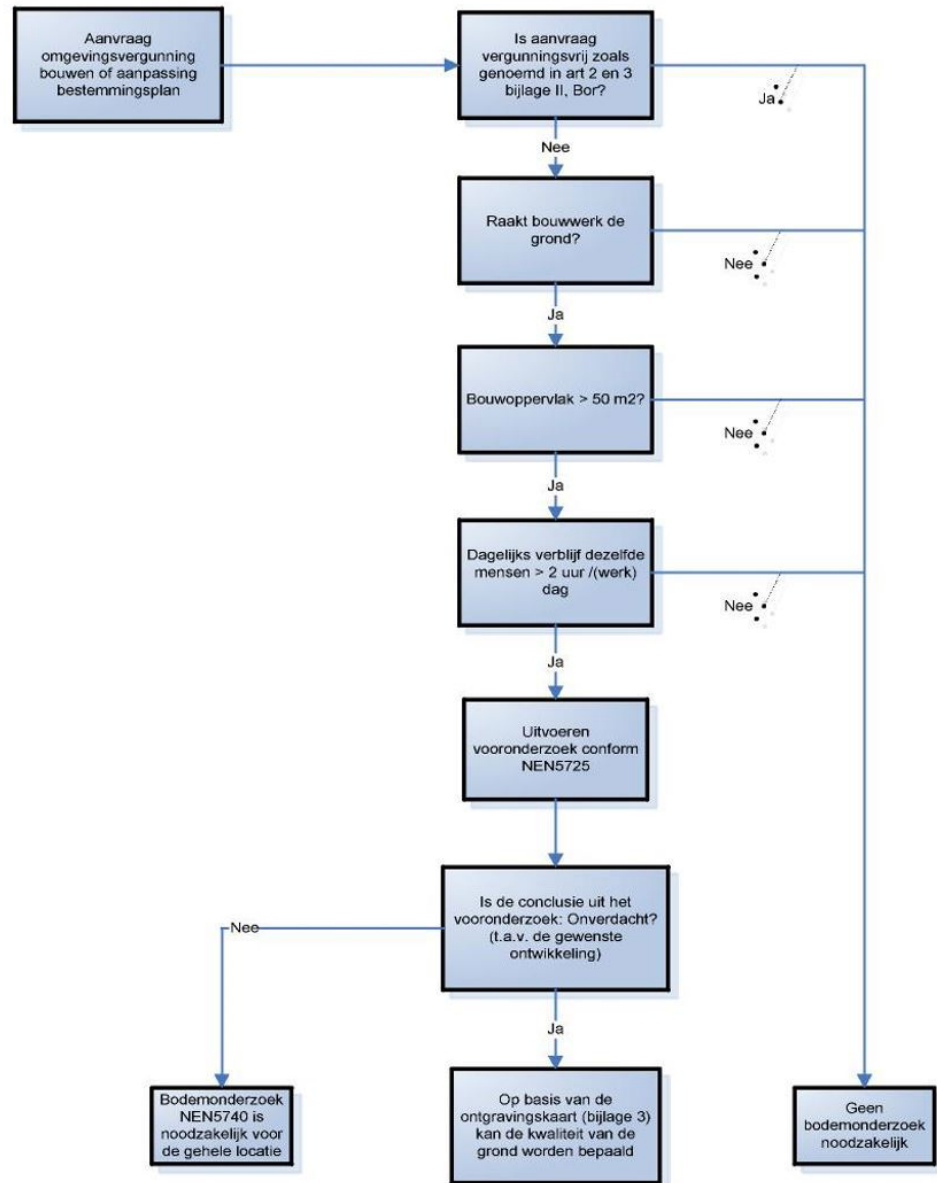 Aanvraag
omgevingsvergunning
bouwen of aanpassing
bestemmingsplan
Is aanvraag
vergunningsvrij zoals
genoemd in art 2 en 3
bijlage II, Bor?
Ja
Nee
Raakt bouwwerk de
grond?
Nee
Ja
Bouwoppervlak > 50 m2?
Nee
Ja
Dagelijks verblijf dezelfde
mensen > 2 uur /(werk)
dag
Nee
Ja
Uitvoeren
vooronderzoek conform
NEN5725
Is de conclusie uit het
vooronderzoek: Onverdacht?
(t.a.v. de gewenste
ontwikkeling)
Nee
Ja
Bodemonderzoek
NEN5740 is
noodzakelijk voor
de gehele locatie
Op basis van de
ontgravingskaart (bijlage 3)
kan de kwaliteit van de
grond worden bepaald
Geen
bodemonderzoek
noodzakelijk